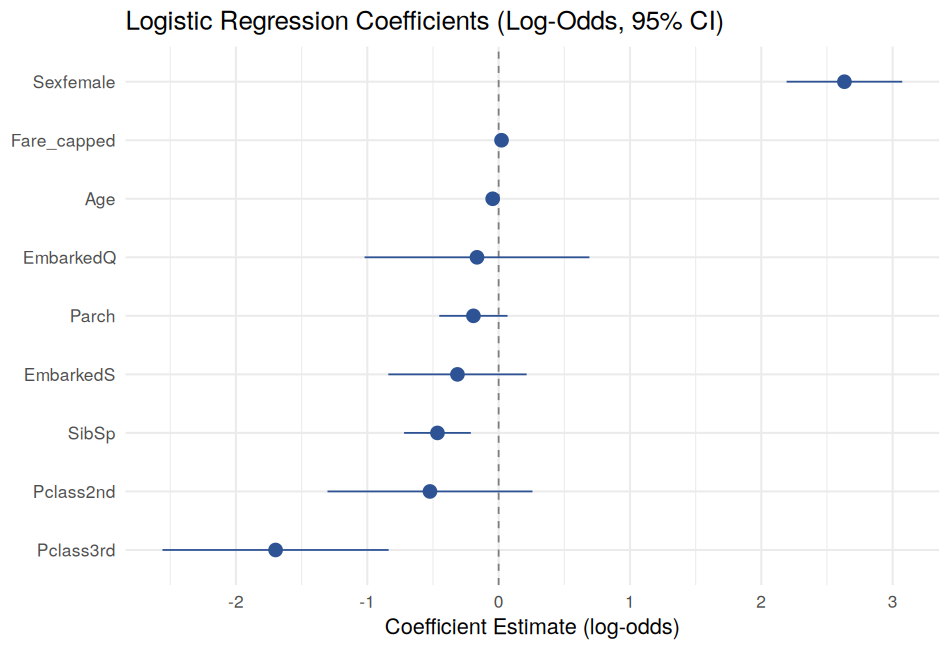 Logistic Regression Coefficients (Log-Odds, 95% CI)
Sexfemale
Fare_capped
Age
EmbarkedQ
Parch
EmbarkedS
SibSp
Pclass2nd
Pclass3rd
-2 -1 0 1 2 3
Coefficient Estimate (log-odds)